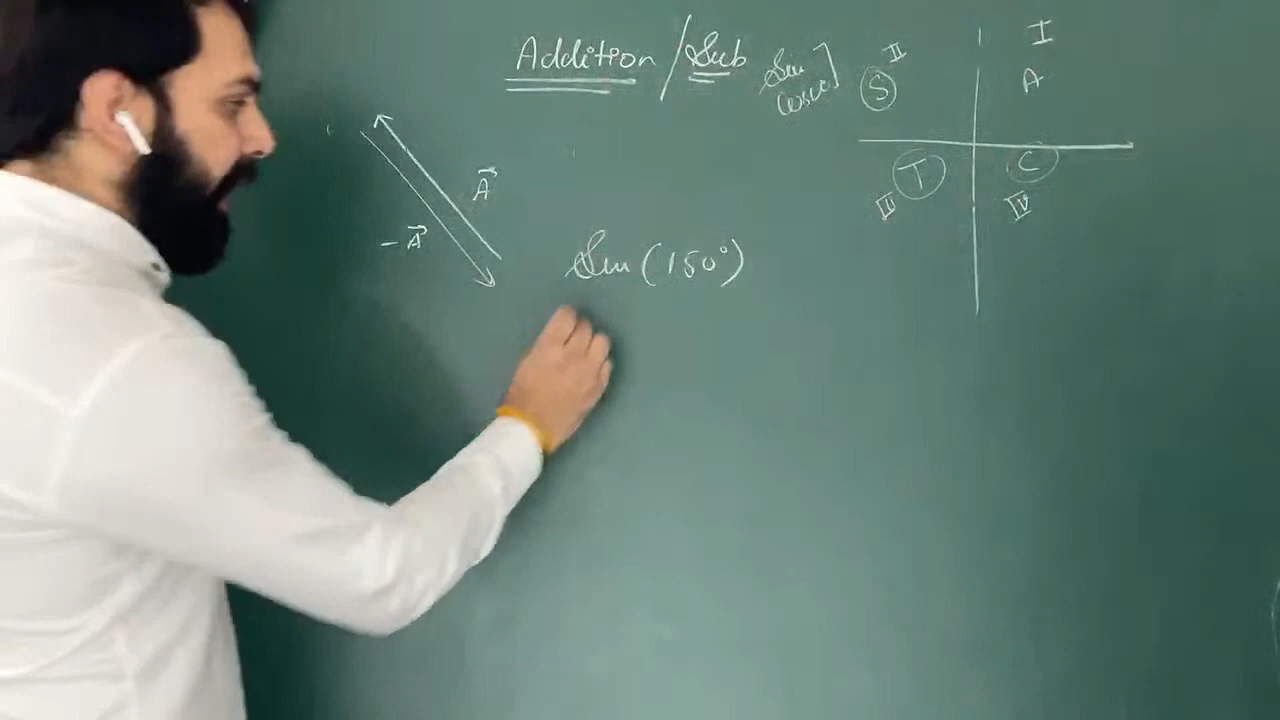 Addition / Sub
Sin
Cosec
II
S
I
A
T
III
C
IV
A
- A
Sin (150°)